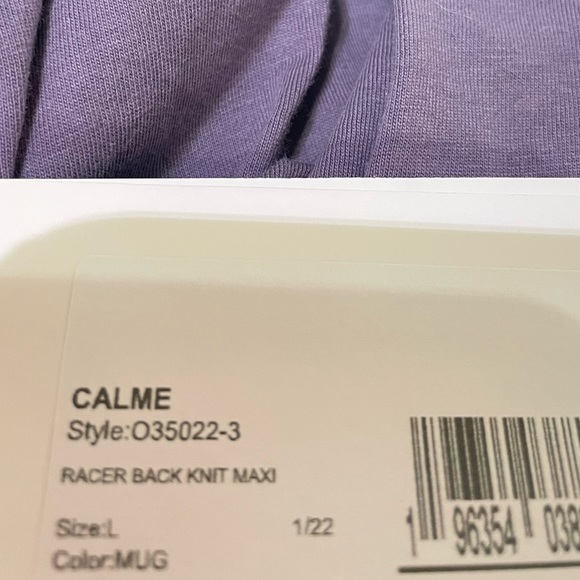 CALME
Style:O35022-3
RACER BACK KNIT MAXI
Size:L 1/22
Color:MUG
1 96354 038